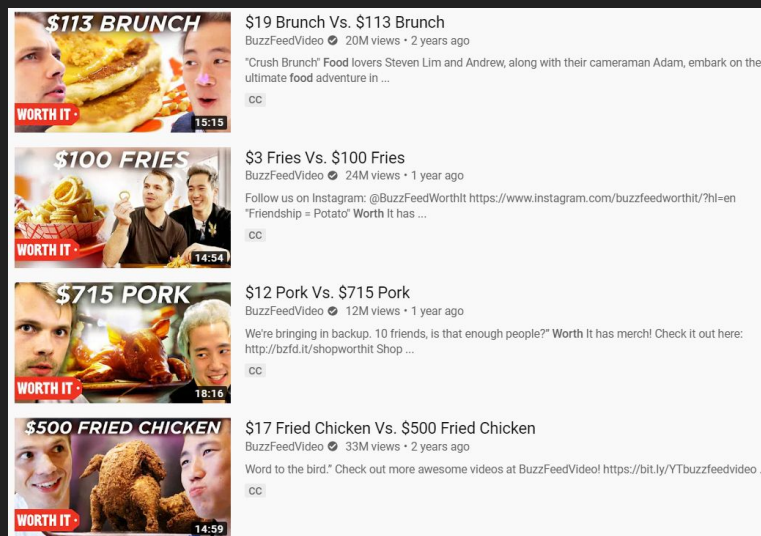 $113 BRUNCH
WORTH IT
15:15
$19 Brunch Vs. $113 Brunch
BuzzFeedVideo 20M views • 2 years ago
"Crush Brunch" Food lovers Steven Lim and Andrew, along with their cameraman Adam, embark on the
ultimate food adventure in ...
CC
$100 FRIES
WORTH IT
14:54
$3 Fries Vs. $100 Fries
BuzzFeedVideo 24M views • 1 year ago
Follow us on Instagram: @BuzzFeedWorthIt https://www.instagram.com/buzzfeedworthit/?hl=en
"Friendship = Potato" Worth It has ...
CC
$715 PORK
WORTH IT
18:16
$12 Pork Vs. $715 Pork
BuzzFeedVideo 12M views • 1 year ago
We're bringing in backup. 10 friends, is that enough people?” Worth It has merch! Check it out here:
http://bzfd.it/shopworthit Shop ...
CC
$500 FRIED CHICKEN
WORTH IT
14:59
$17 Fried Chicken Vs. $500 Fried Chicken
BuzzFeedVideo 33M views • 2 years ago
Word to the bird.” Check out more awesome videos at BuzzFeedVideo! https://bit.ly/YTbuzzfeedvideo
CC